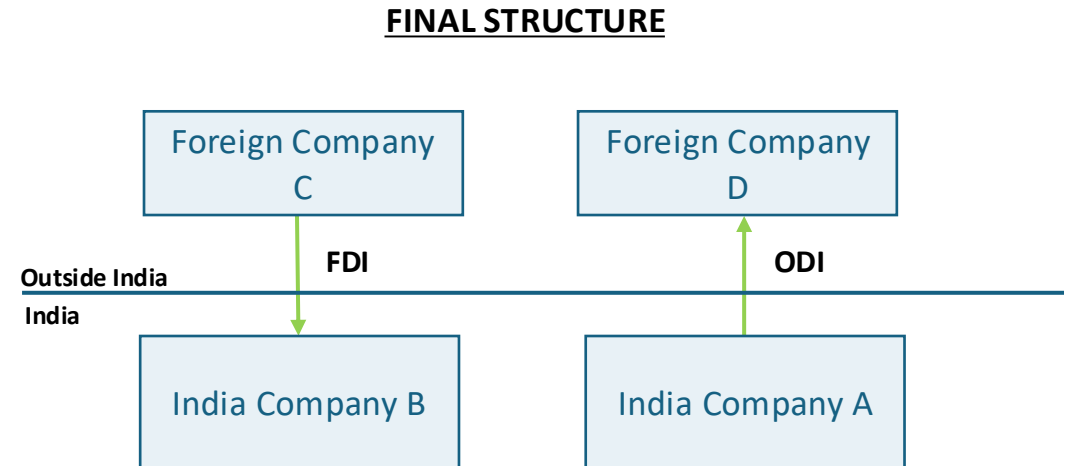 FINAL STRUCTURE
Foreign Company
C
Foreign Company
D
FDI
ODI
Outside India
India
India Company B
India Company A